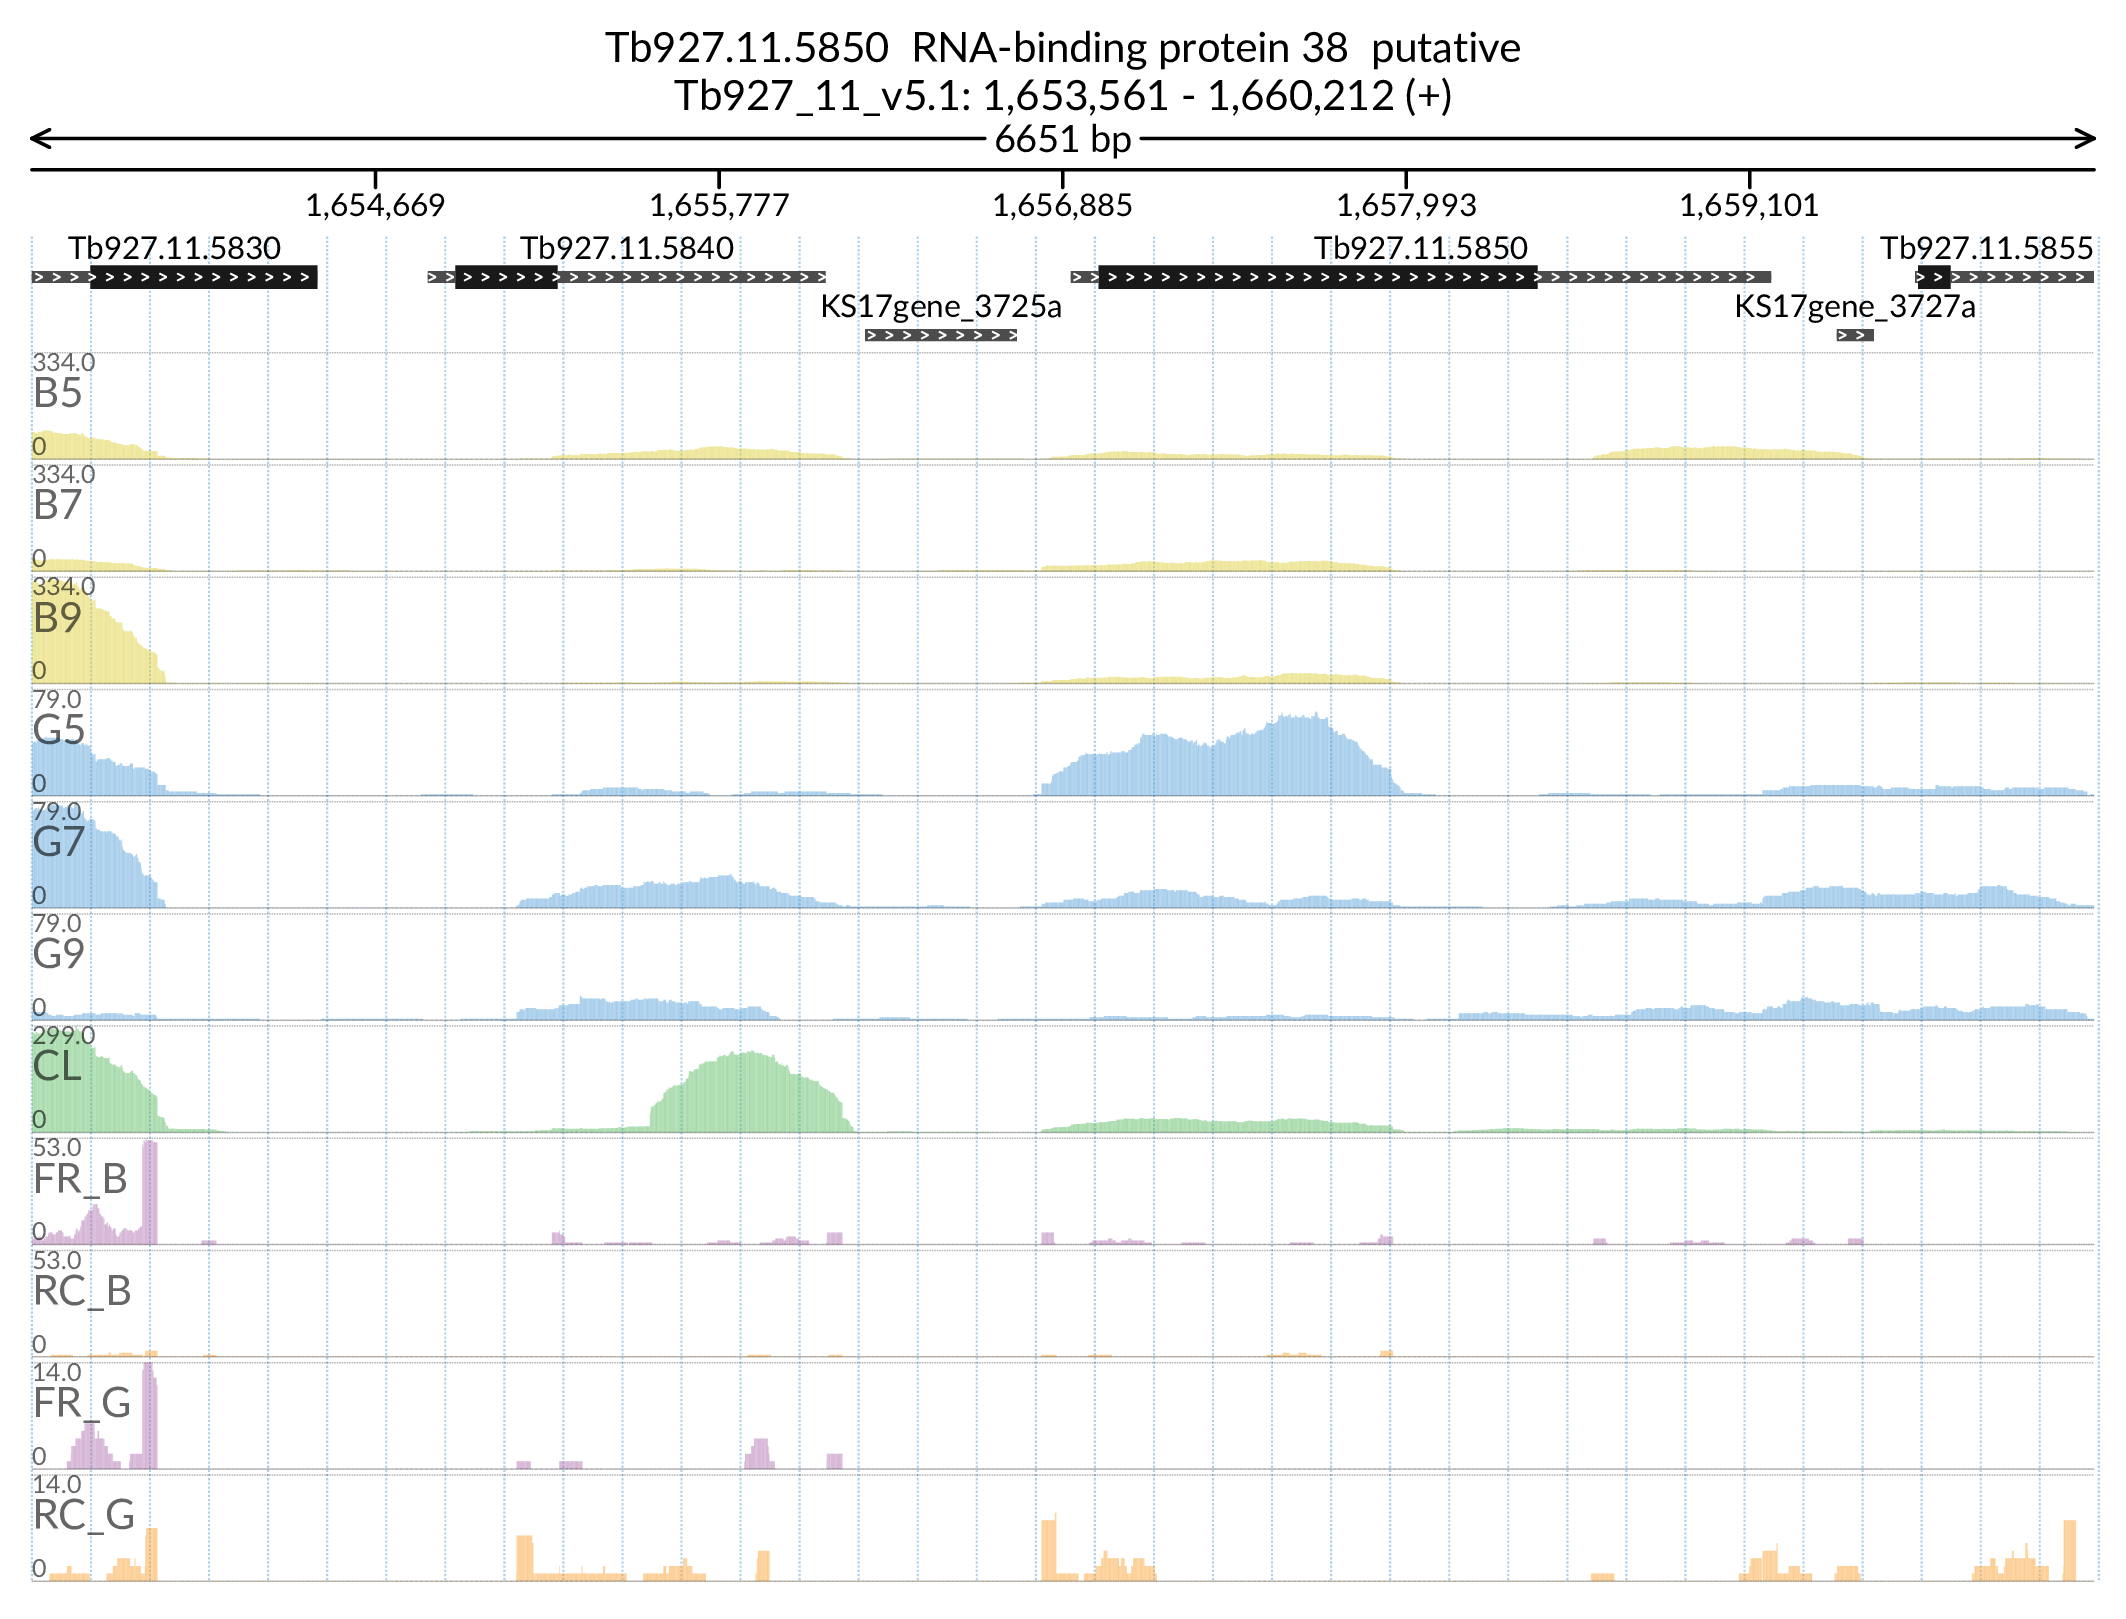 Tb927.11.5850  RNA-binding protein 38  putative
Tb927_11_v5.1: 1,653,561 - 1,660,212 (+)
6651 bp
1,654,669 1,655,777 1,656,885 1,657,993 1,659,101
Tb927.11.5830 Tb927.11.5840 Tb927.11.5850 Tb927.11.5855
KS17gene_3725a KS17gene_3727a
334.0
B5
0
334.0
B7
0
334.0
B9
0
79.0
G5
0
79.0
G7
0
79.0
G9
0
299.0
CL
0
53.0
FR_B
0
53.0
RC_B
0
14.0
FR_G
0
14.0
RC_G
0